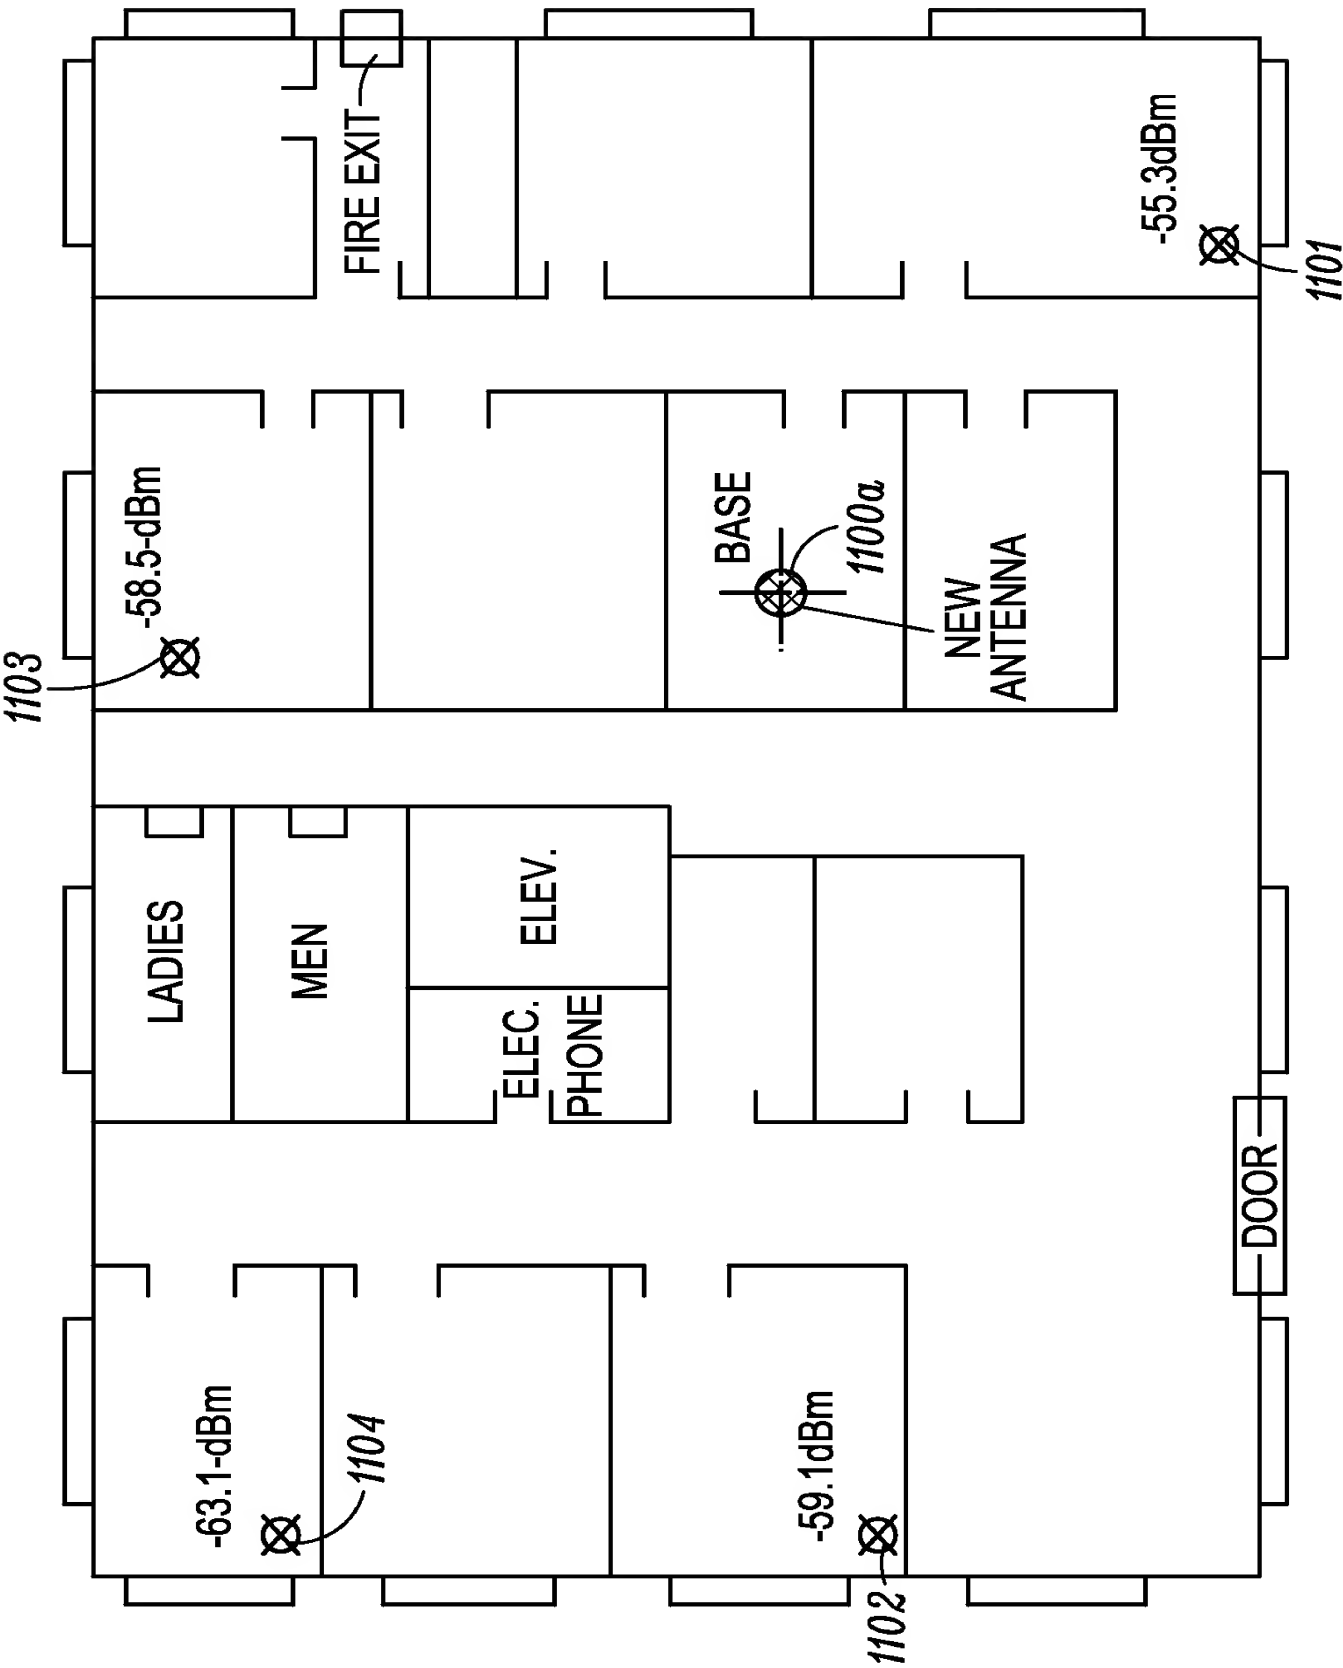 1103
-58.5-dBm
LADIES
-63.1-dBm
MEN
1104
FIRE EXIT
ELEC.
PHONE
ELEV.
BASE
-59.1dBm
1100a
1102
NEW
ANTENNA
-55.3dBm
DOOR
1101